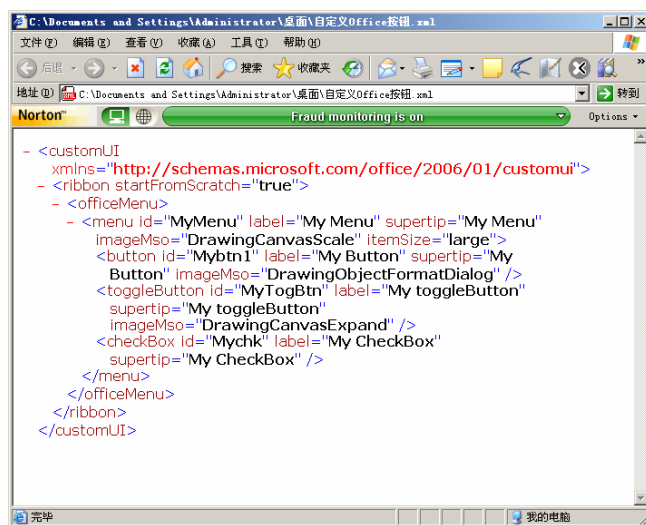 C:\Documents and Settings\Administrator\桌面\自定义Office按钮.xml
文件(F) 编辑(E) 查看(V) 收藏(A) 工具(T) 帮助(H)
后退 搜索 收藏夹 »
地址(D) C:\Documents and Settings\Administrator\桌面\自定义Office按钮.xml 转到
Norton™ Fraud monitoring is on Options
- <customUI
xmlns="http://schemas.microsoft.com/office/2006/01/customui">
- <ribbon startFromScratch="true">
- <officeMenu>
- <menu id="MyMenu" label="My Menu" supertip="My Menu"
imageMso="DrawingCanvasScale" itemSize="large">
<button id="Mybtn1" label="My Button" supertip="My
Button" imageMso="DrawingObjectFormatDialog" />
<toggleButton id="MyTogBtn" label="My toggleButton"
supertip="My toggleButton"
imageMso="DrawingCanvasExpand" />
<checkBox id="Mychk" label="My CheckBox"
supertip="My CheckBox" />
</menu>
</officeMenu>
</ribbon>
</customUI>
完毕 我的电脑